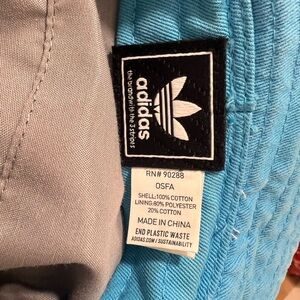 adidas
the brand with the 3 stripes
RN# 90288
OSFA
SHELL:100% COTTON
LINING:80% POLYESTER
20% COTTON
MADE IN CHINA
END PLASTIC WASTE
ADIDAS.COM / SUSTAINABILITY